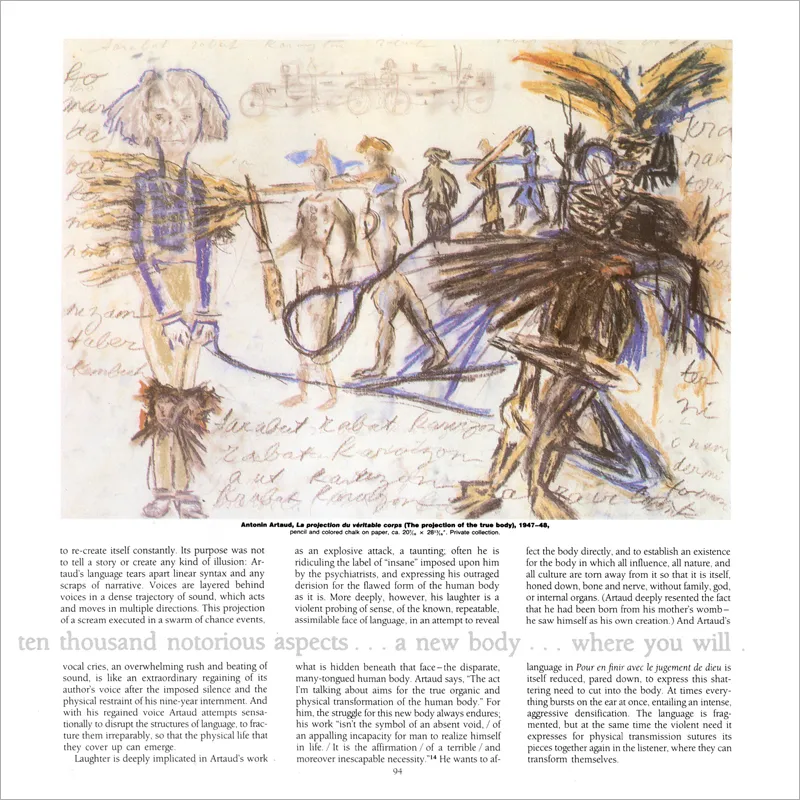 Antonin Artaud, La projection du véritable corps (The projection of the true body), 1947–48,
pencil and colored chalk on paper, Private collection.
to re-create itself constantly. Its purpose was not
to tell a story or create any kind of illusion: Ar-
taud's language tears apart linear syntax and any
scraps of narrative. Voices are layered behind
voices in a dense trajectory of sound, which acts
and moves in multiple directions. This projection
of a scream executed in a swarm of chance events,
vocal cries, an overwhelming rush and beating of
sound, is like an extraordinary regaining of its
author's voice after the imposed silence and the
physical restraint of his nine-year internment. And
with his regained voice Artaud attempts sensa-
tionally to disrupt the structures of language, to frac-
ture them irreparably, so that the physical life that
they cover up can emerge.
Laughter is deeply implicated in Artaud's work
as an explosive attack, a taunting; often he is
ridiculing the label of "insane" imposed upon him
by the psychiatrists, and expressing his outraged
derision for the flawed form of the human body
as it is. More deeply, however, his laughter is a
violent probing of sense, of the known, repeatable,
assimilable face of language, in an attempt to reveal
what is hidden beneath that face–the disparate,
many-tongued human body. Artaud says, "The act
I'm talking about aims for the true organic and
physical transformation of the human body." For
him, the struggle for this new body always endures;
his work "isn't the symbol of an absent void, / of
an appalling incapacity for man to realize himself
in life. / It is the affirmation / of a terrible / and
moreover inescapable necessity."14 He wants to af-
fect the body directly, and to establish an existence
for the body in which all influence, all nature, and
all culture are torn away from it so that it is itself,
honed down, bone and nerve, without family, god,
or internal organs. (Artaud deeply resented the fact
that he had been born from his mother's womb–
he saw himself as his own creation.) And Artaud's
language in Pour en finir avec le jugement de dieu is
itself reduced, pared down, to express this shat-
tering need to cut into the body. At times every-
thing bursts on the ear at once, entailing an intense,
aggressive densification. The language is frag-
mented, but at the same time the violent need it
expresses for physical transmission sutures its
pieces together again in the listener, where they can
transform themselves.
ten thousand notorious aspects . . . a new body . . . where you will .
94